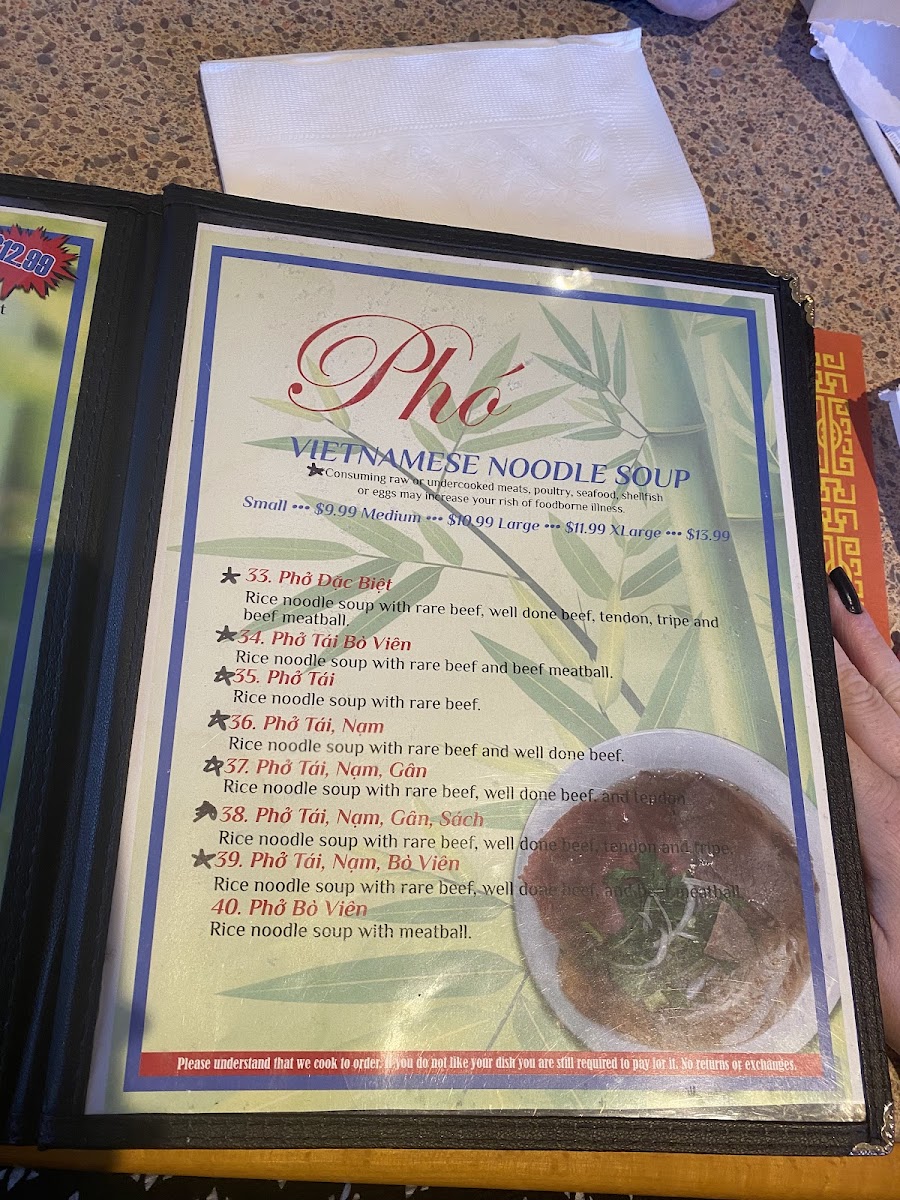 $12.99
t
Phó
VIETNAMESE NOODLE SOUP
★Consuming raw or undercooked meats, poultry, seafood, shellfish
or eggs may increase your rish of foodborne illness.
Small ••• $9.99 Medium ••• $10.99 Large ••• $11.99 XLarge ••• $13.99
★ 33. Phở Đặc Biệt
Rice noodle soup with rare beef, well done beef, tendon, tripe and
beef meatball.
★34. Phở Tái Bò Viên
Rice noodle soup with rare beef and beef meatball.
★35. Phở Tái
Rice noodle soup with rare beef.
★36. Phở Tái, Nạm
Rice noodle soup with rare beef and well done beef.
★37. Phở Tái, Nạm, Gân
Rice noodle soup with rare beef, well done beef, and tendon.
★38. Phở Tái, Nạm, Gân, Sách
Rice noodle soup with rare beef, well done beef, tendon and tripe.
★39. Phở Tái, Nạm, Bò Viên
Rice noodle soup with rare beef, well done beef, and beef meatball.
40. Phở Bò Viên
Rice noodle soup with meatball.
Please understand that we cook to order. If you do not like your dish you are still required to pay for it. No returns or exchanges.